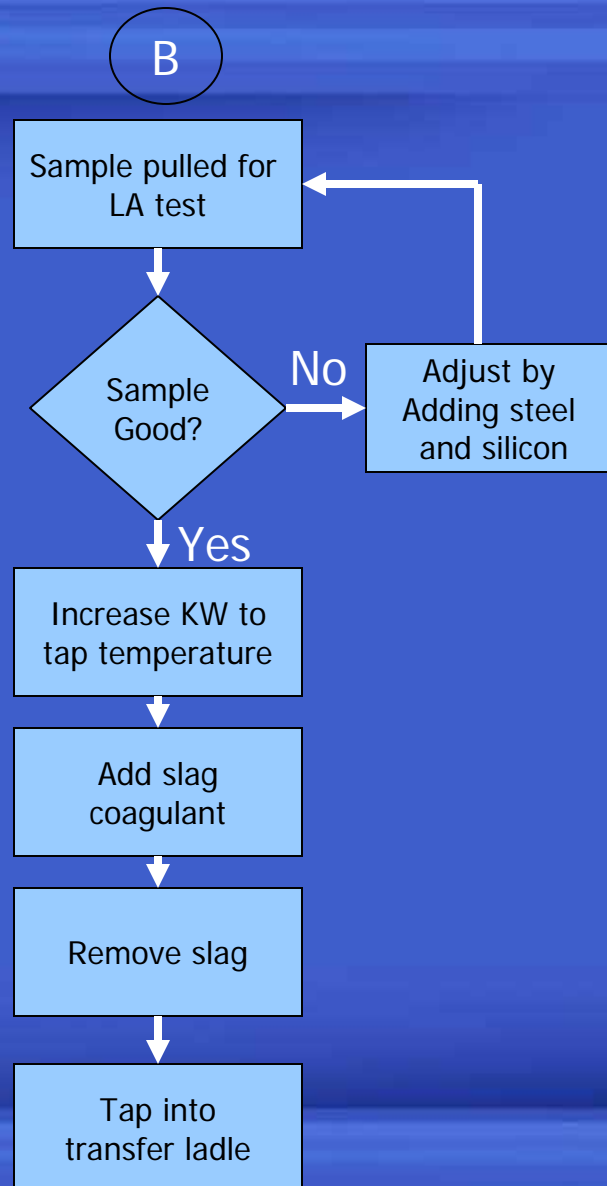 B
Sample pulled for
LA test
Sample
Good?
No
Adjust by
Adding steel
and silicon
Yes
Increase KW to
tap temperature
Add slag
coagulant
Remove slag
Tap into
transfer ladle